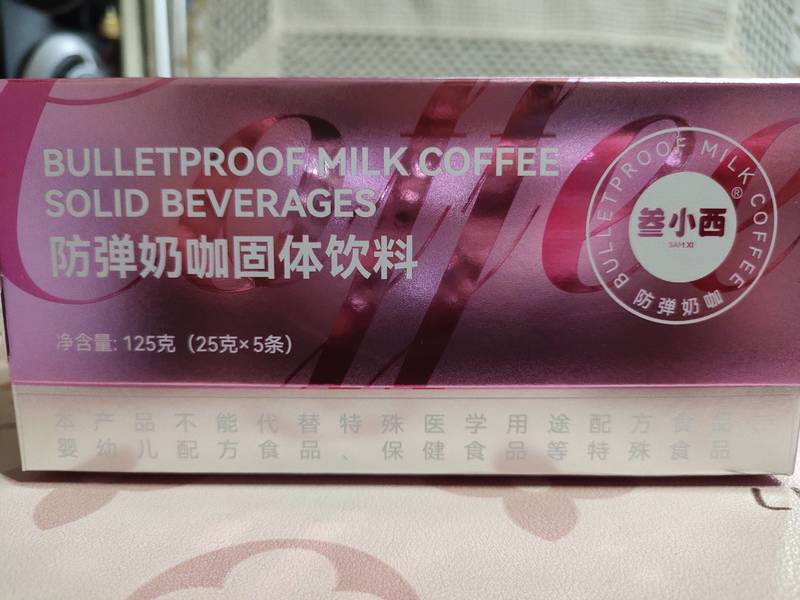 Coffee
BULLETPROOF MILK COFFEE
SOLID BEVERAGES
防弹奶咖固体饮料
净含量: 125克（25克×5条）
BULLETPROOF MILK COFFEE
叁小西®
SAM XI
防弹奶咖
本产品不能代替特殊医学用途配方食品
婴幼儿配方食品、保健食品等特殊食品